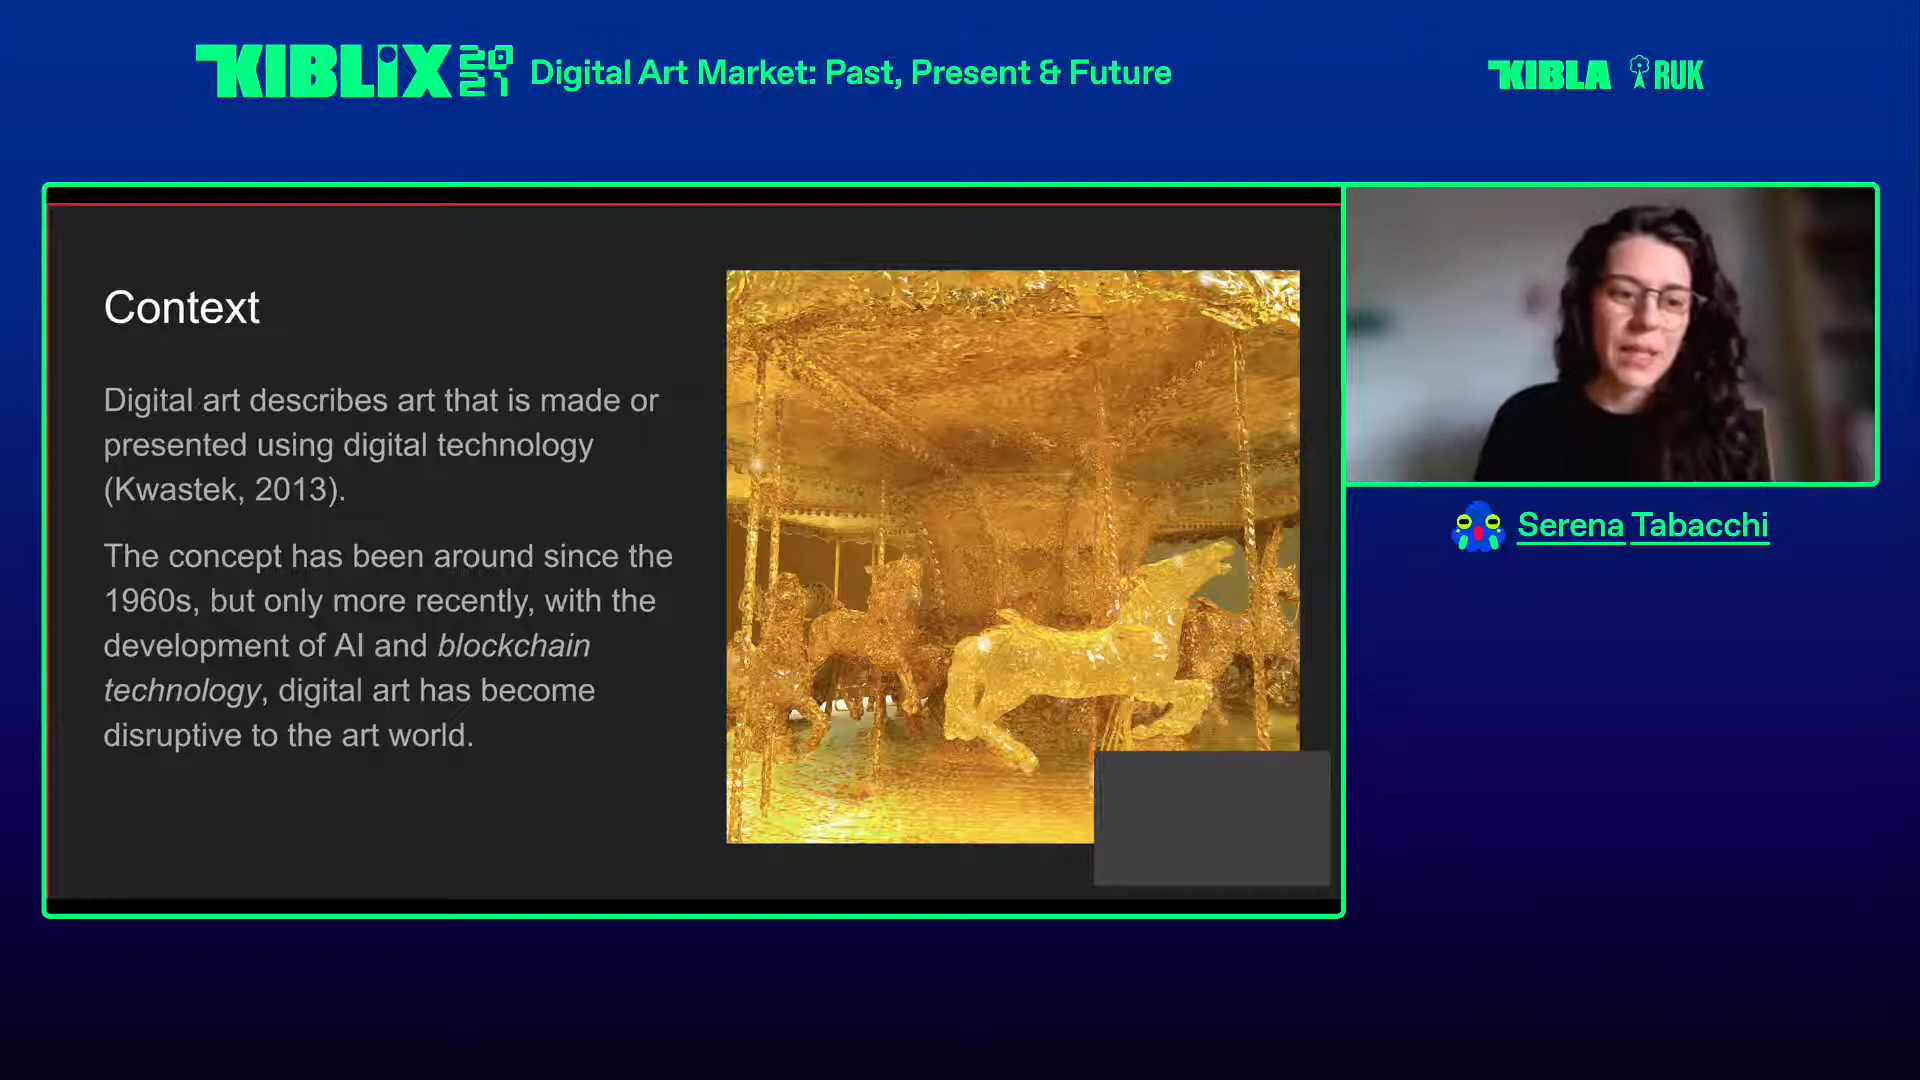 KIBLiX
Digital Art Market: Past, Present & Future
KIBLA RUK
Context
Digital art describes art that is made or
presented using digital technology
(Kwastek, 2013).
The concept has been around since the
1960s, but only more recently, with the
development of AI and blockchain
technology, digital art has become
disruptive to the art world.
Serena Tabacchi